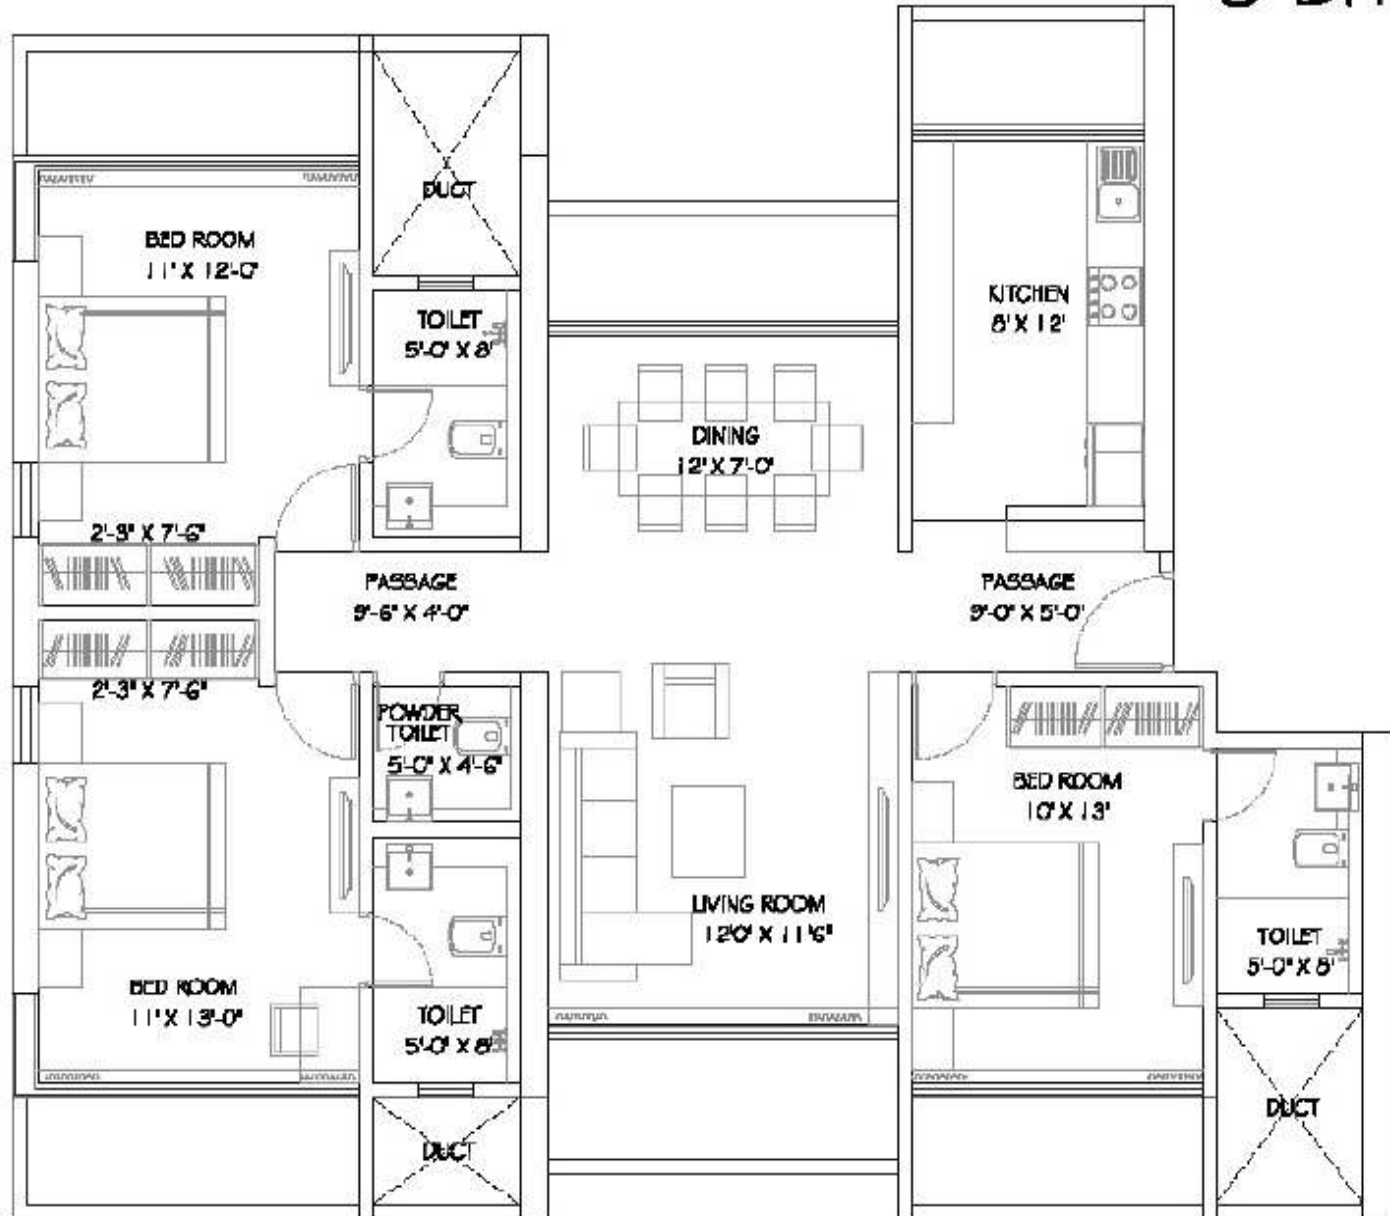 DUCT
BED ROOM
11' X 12'-0"
TOILET
5'-0" X 8'
KITCHEN
8' X 12'
DINING
12' X 7'-0"
2'-3" X 7'-6"
PASSAGE
9'-6" X 4'-0"
PASSAGE
9'-0" X 5'-0"
2'-3" X 7'-6"
POWDER
TOILET
5'-0" X 4'-6"
BED ROOM
10' X 13'
LIVING ROOM
12'0" X 11'6"
TOILET
5'-0" X 8'
BED ROOM
11' X 13'-0"
TOILET
5'-0" X 8'
DUCT
DUCT